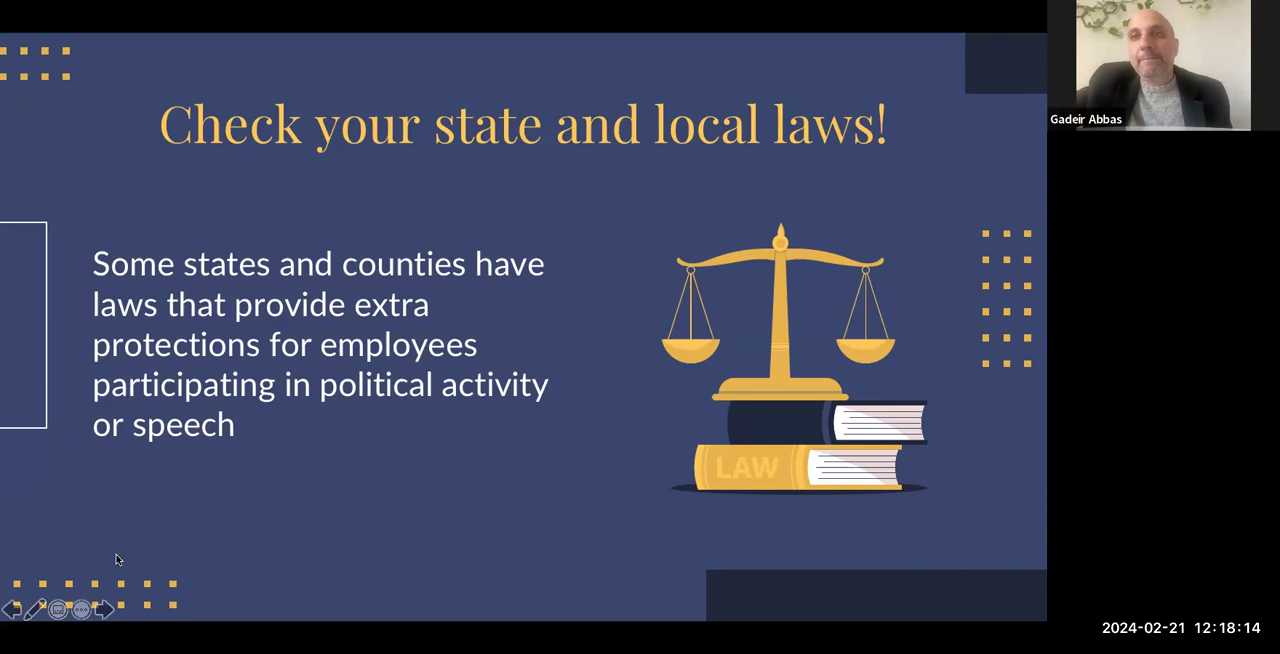 Check your state and local laws!
Gadeir Abbas
Some states and counties have
laws that provide extra
protections for employees
participating in political activity
or speech
LAW
2024-02-21 12:18:14